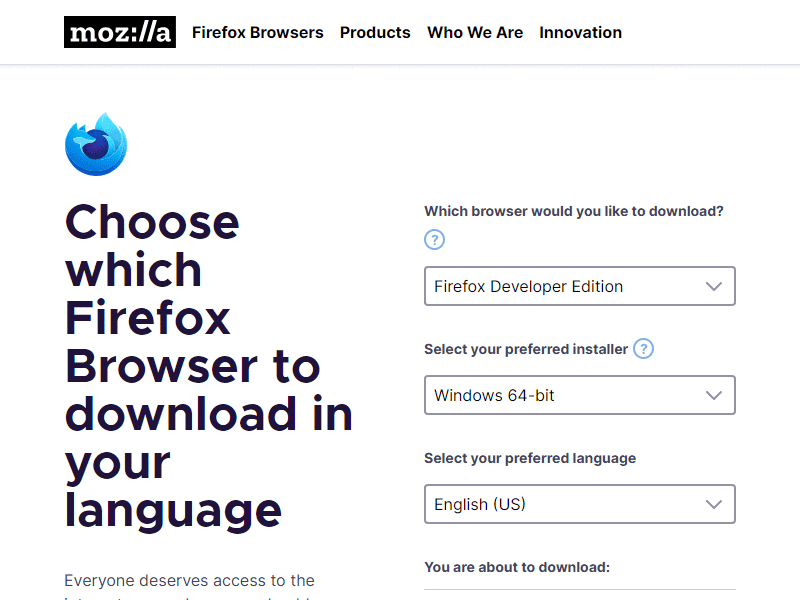 moz://a
Firefox Browsers
Products
Who We Are
Innovation
Choose
which
Firefox
Browser to
download in
your
language
Everyone deserves access to the
Which browser would you like to download?
?
Firefox Developer Edition
Select your preferred installer ?
Windows 64-bit
Select your preferred language
English (US)
You are about to download: